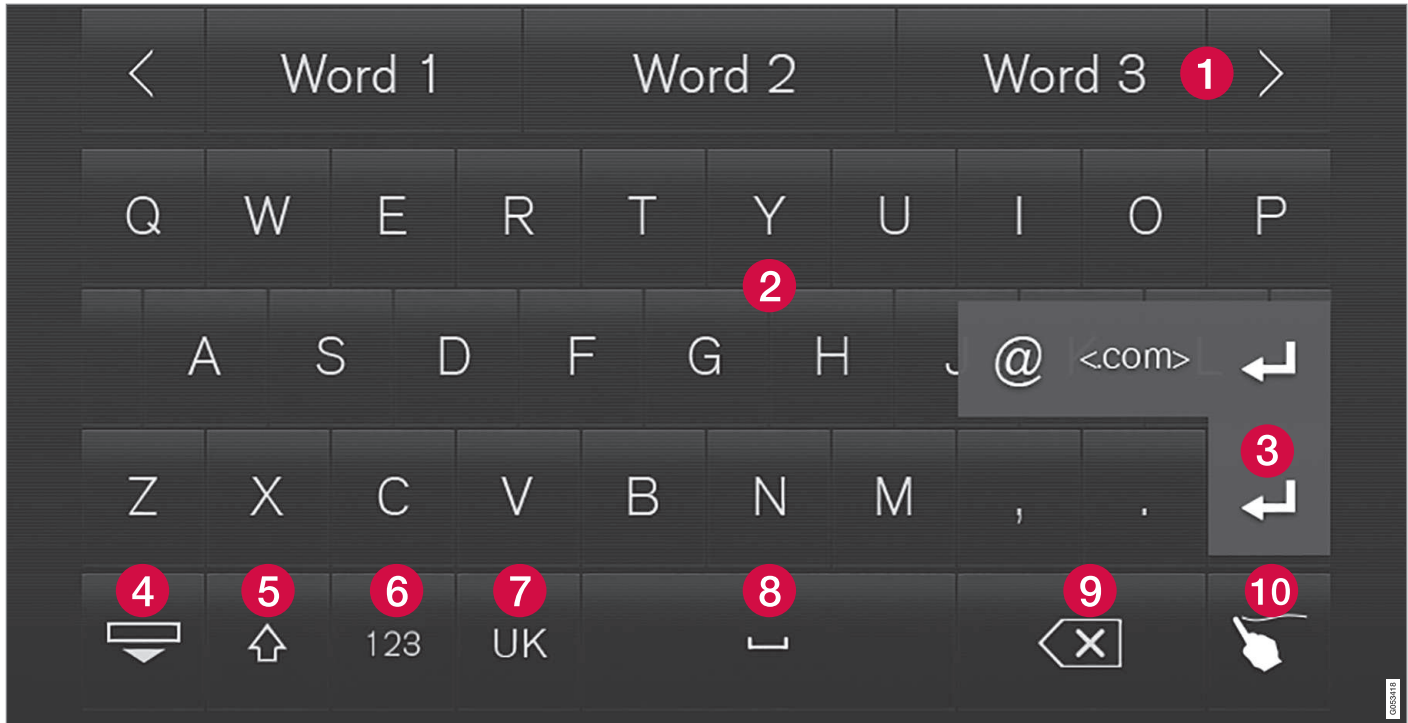 < Word 1 Word 2 Word 3 1 >
Q W E R T Y U I O P
2
A S D F G H J @ K <.com> L
3
Z X C V B N M , .
4 5 6 7 8 9 10
123 UK
G053418